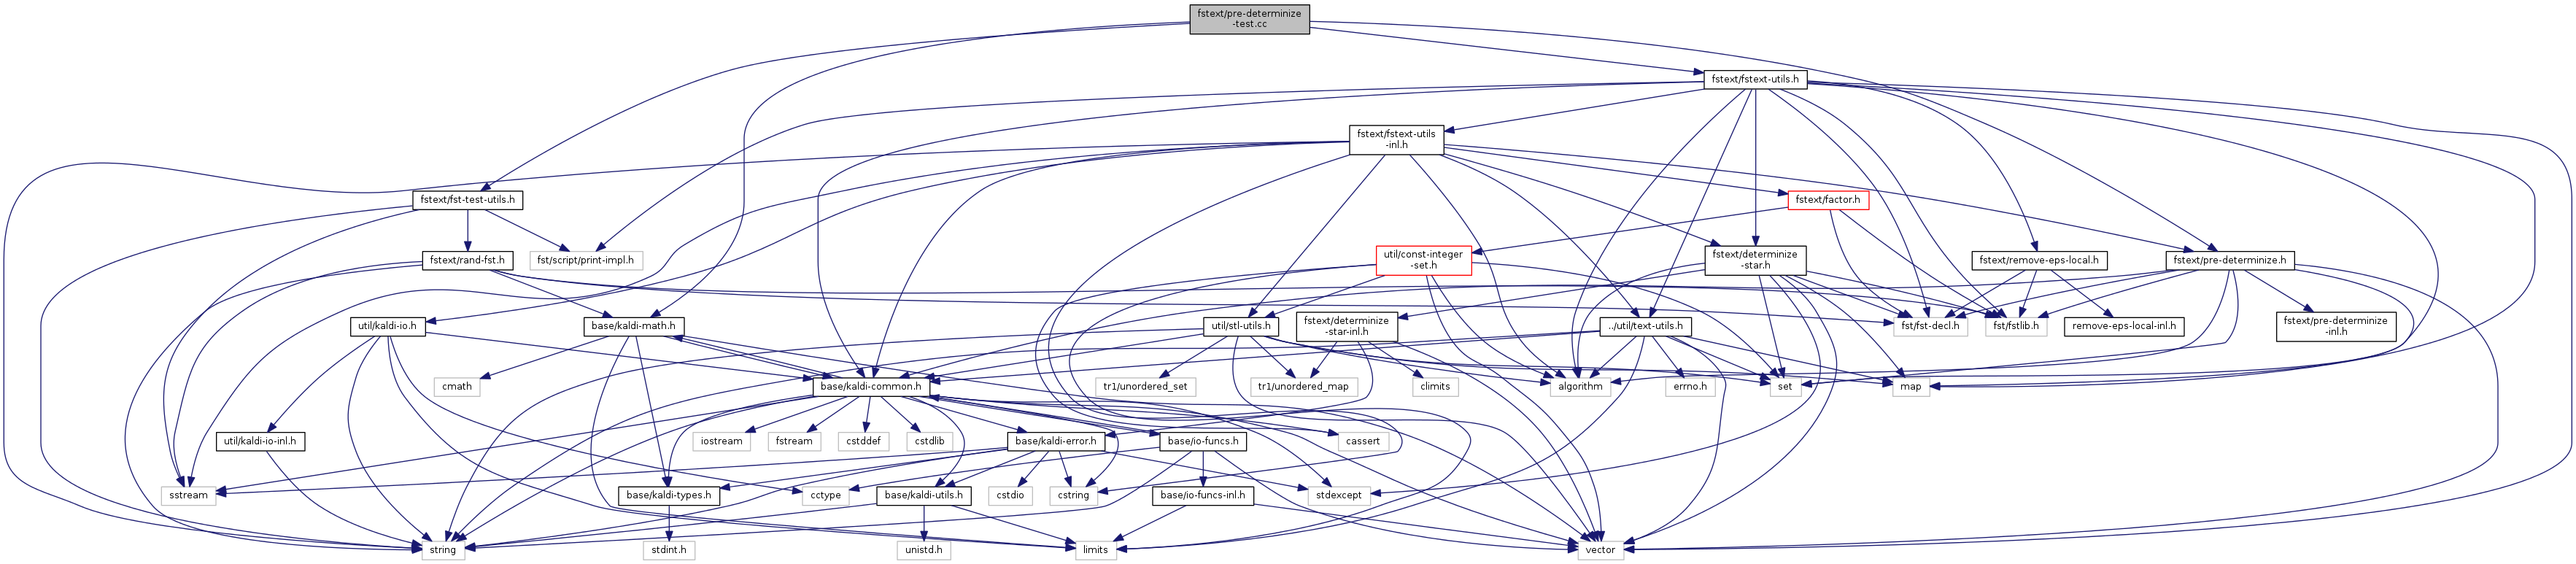 fstext/pre-determinize
-test.cc
fstext/fstext-utils.h
fstext/fstext-utils
-inl.h
fstext/fst-test-utils.h
fstext/factor.h
fstext/rand-fst.h
fst/script/print-impl.h
util/const-integer
-set.h
fstext/determinize
-star.h
fstext/remove-eps-local.h
fstext/pre-determinize.h
util/kaldi-io.h
base/kaldi-math.h
util/stl-utils.h
fstext/determinize
-star-inl.h
../util/text-utils.h
fst/fst-decl.h
fst/fstlib.h
remove-eps-local-inl.h
fstext/pre-determinize
-inl.h
cmath
base/kaldi-common.h
tr1/unordered_set
tr1/unordered_map
climits
algorithm
errno.h
set
map
util/kaldi-io-inl.h
iostream
fstream
cstddef
cstdlib
base/kaldi-error.h
base/io-funcs.h
cassert
sstream
base/kaldi-types.h
cctype
base/kaldi-utils.h
cstdio
cstring
base/io-funcs-inl.h
stdexcept
string
stdint.h
unistd.h
limits
vector